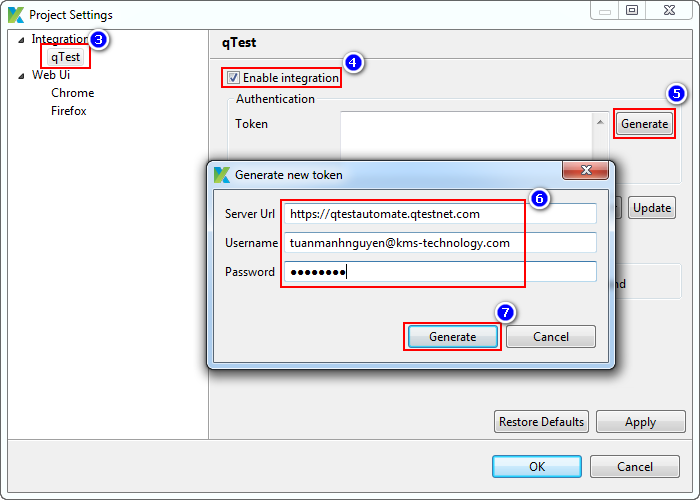 Project Settings
Integration
3
qTest
Web Ui
Chrome
Firefox
qTest
4
Enable integration
Authentication
5
Token
Generate
Generate new token
6
Server Url
https://qtestautomate.qtestnet.com
Username
tuanmanhnguyen@kms-technology.com
Update
Password
●●●●●●●●
7
Generate
Cancel
Restore Defaults
Apply
OK
Cancel